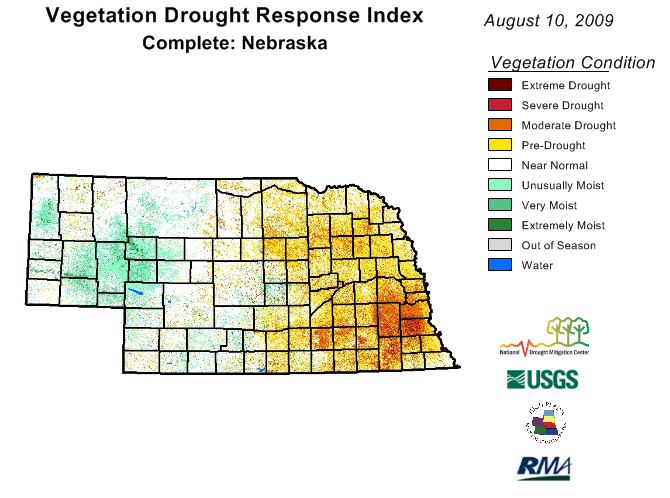 Vegetation Drought Response Index
Complete: Nebraska
August 10, 2009
Vegetation Condition
Extreme Drought
Severe Drought
Moderate Drought
Pre-Drought
Near Normal
Unusually Moist
Very Moist
Extremely Moist
Out of Season
Water
National Drought Mitigation Center
USGS
RMA